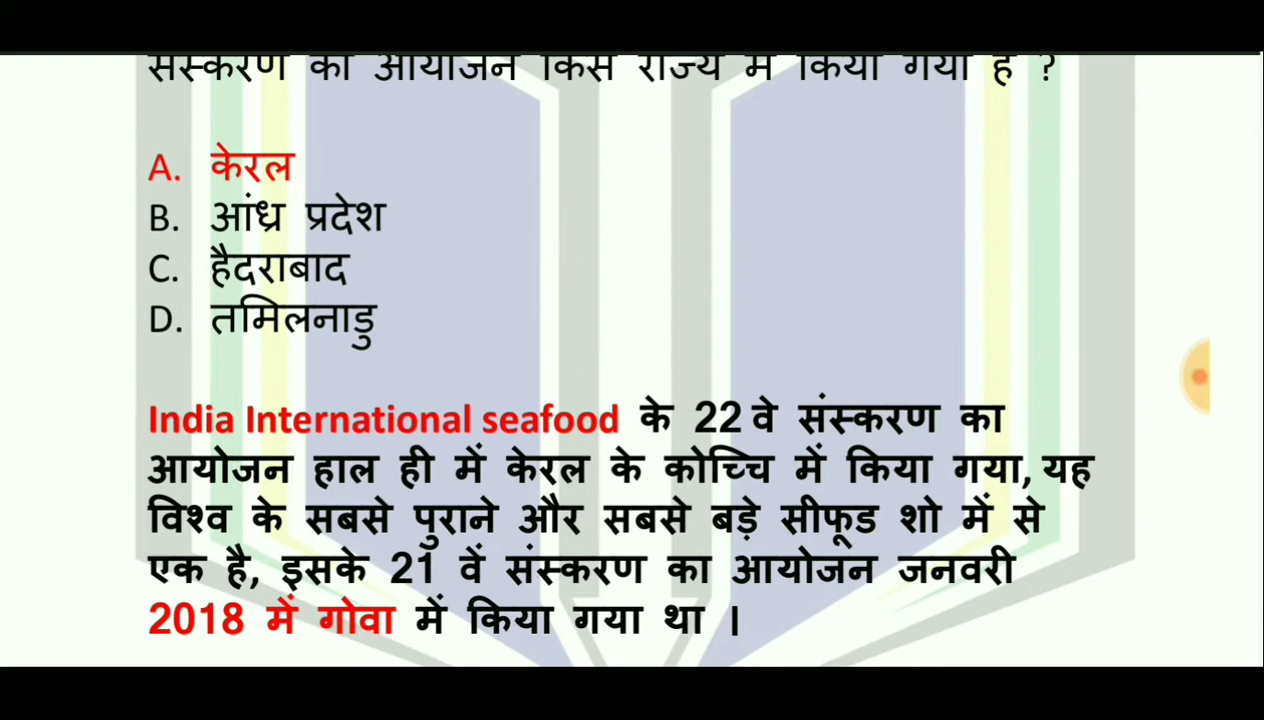 संस्करण का आयोजन किस राज्य में किया गया है ?
A. केरल
B. आंध्र प्रदेश
C. हैदराबाद
D. तमिलनाडु
India International seafood के 22 वे संस्करण का
आयोजन हाल ही में केरल के कोच्चि में किया गया, यह
विश्व के सबसे पुराने और सबसे बड़े सीफूड शो में से
एक है, इसके 21 वें संस्करण का आयोजन जनवरी
2018 में गोवा में किया गया था ।